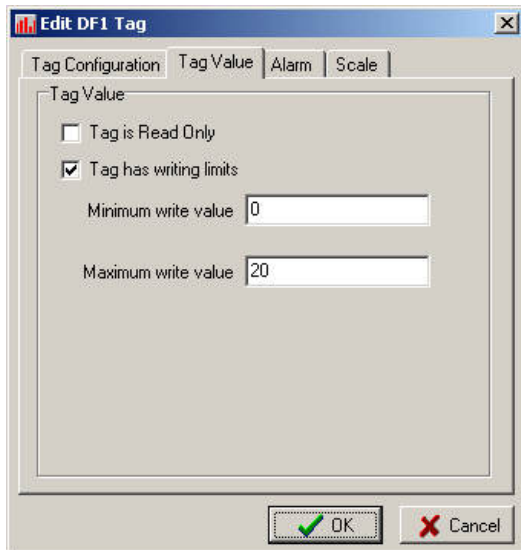 Edit DF1 Tag
Tag Configuration Tag Value Alarm Scale
Tag Value
Tag is Read Only
Tag has writing limits
Minimum write value 0
Maximum write value 20
OK Cancel